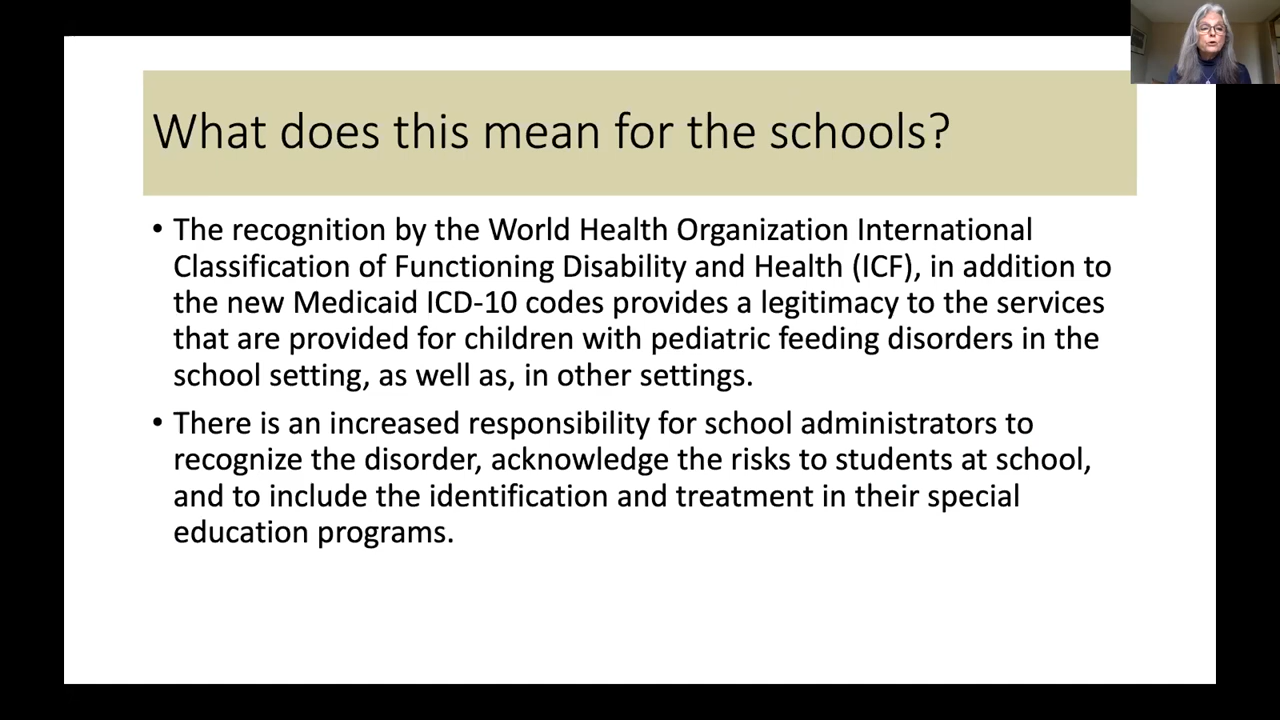 What does this mean for the schools?
• The recognition by the World Health Organization International
Classification of Functioning Disability and Health (ICF), in addition to
the new Medicaid ICD-10 codes provides a legitimacy to the services
that are provided for children with pediatric feeding disorders in the
school setting, as well as, in other settings.
• There is an increased responsibility for school administrators to
recognize the disorder, acknowledge the risks to students at school,
and to include the identification and treatment in their special
education programs.